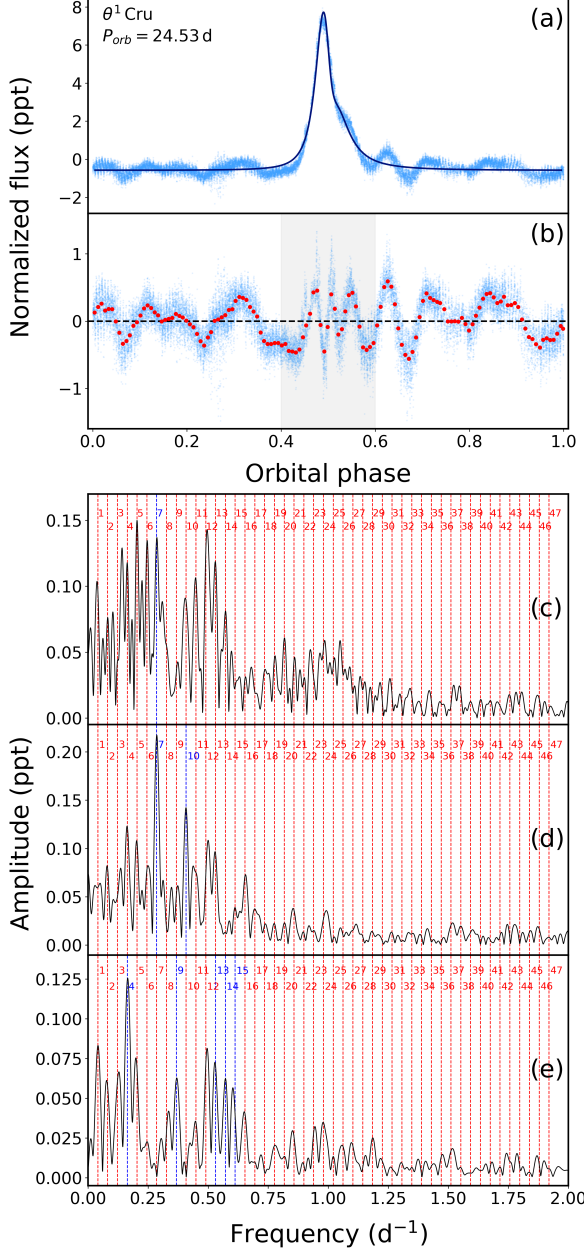 θ¹ Cru
P_orb = 24.53 d
(a)
8
6
4
2
0
−2
Normalized flux (ppt)
(b)
1
0
−1
0.0 0.2 0.4 0.6 0.8 1.0
Orbital phase
0.15
0.10
0.05
0.00
1 3 5 7 9 11 13 15 17 19 21 23 25 27 29 31 33 35 37 39 41 43 45 47
2 4 6 8 10 12 14 16 18 20 22 24 26 28 30 32 34 36 38 40 42 44 46
(c)
Amplitude (ppt)
0.20
0.15
0.10
0.05
0.00
1 3 5 7 9 11 13 15 17 19 21 23 25 27 29 31 33 35 37 39 41 43 45 47
2 4 6 8 10 12 14 16 18 20 22 24 26 28 30 32 34 36 38 40 42 44 46
(d)
0.125
0.100
0.075
0.050
0.025
0.000
1 3 5 7 9 11 13 15 17 19 21 23 25 27 29 31 33 35 37 39 41 43 45 47
2 4 6 8 10 12 14 16 18 20 22 24 26 28 30 32 34 36 38 40 42 44 46
(e)
0.00 0.25 0.50 0.75 1.00 1.25 1.50 1.75 2.00
Frequency (d⁻¹)